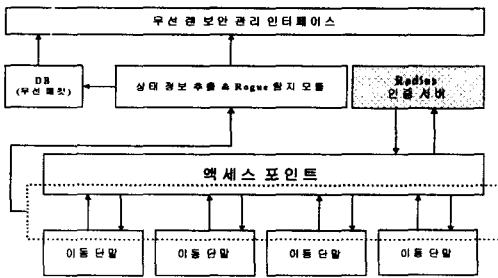 무선 랜 보안 관리 인터페이스
DB
(무선 패킷)
상태 정보 추출 & Rogue 탐지 모듈
Radius
인증 서버
액세스 포인트
이동 단말
이동 단말
이동 단말
이동 단말